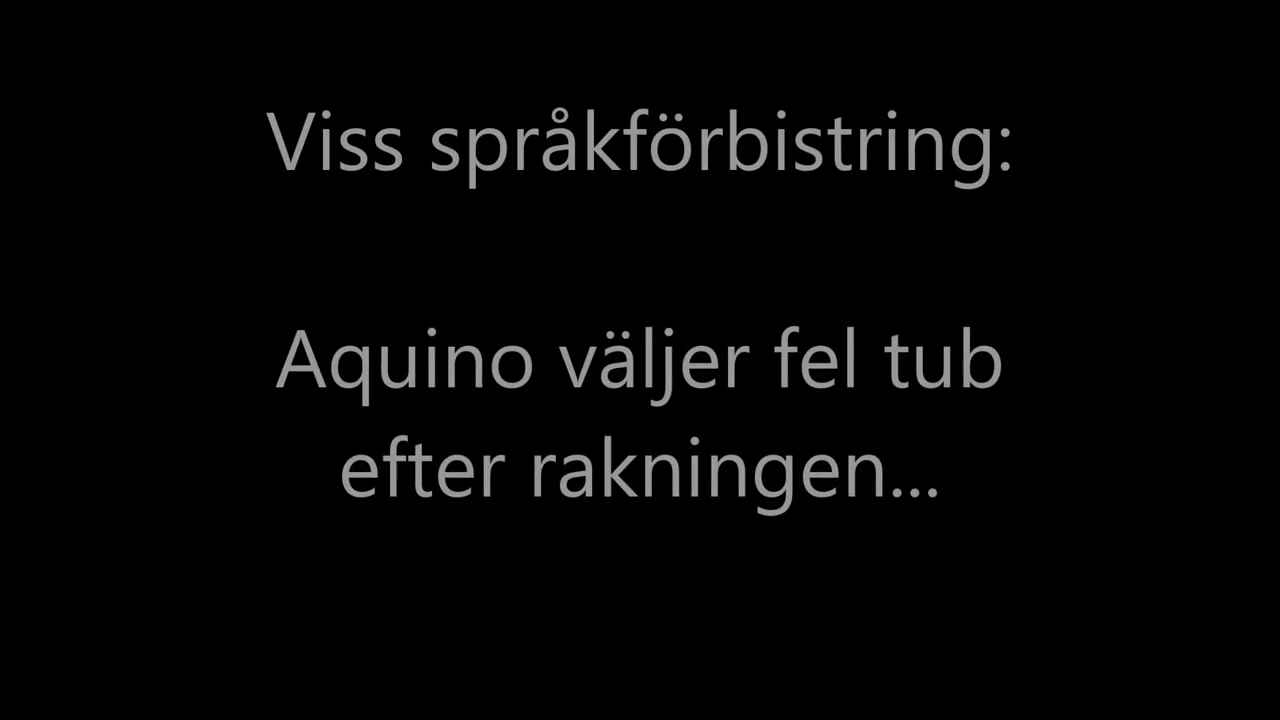 Viss språkförbistring:
Aquino väljer fel tub
efter rakningen...